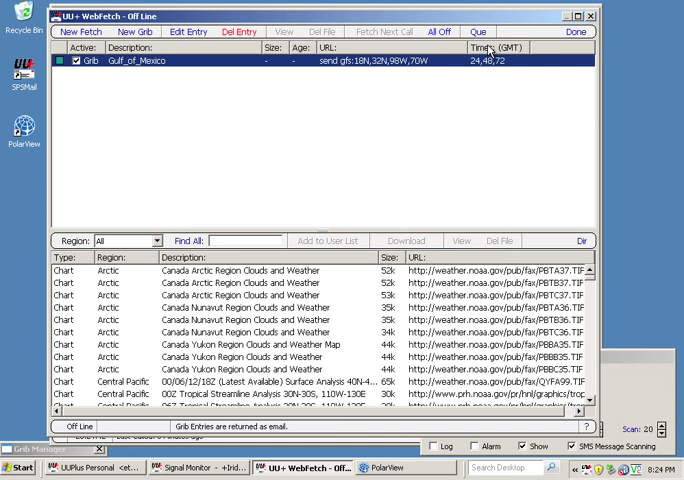 Recycle Bin
SPSMail
PolarView
UU+ WebFetch - Off Line
New Fetch New Grib Edit Entry Del Entry View Del File Fetch Next Call All Off Que Done
Active: Description: Size: Age: URL: Times (GMT)
Grib Gulf_of_Mexico - - send gfs:18N,32N,98W,70W 24,48,72
Region: All Find All: Add to User List Download View Del File Dir
Type: Region: Description: Size: URL:
Chart Arctic Canada Arctic Region Clouds and Weather 52k http://weather.noaa.gov/pub/fax/PBTA37.TIF
Chart Arctic Canada Arctic Region Clouds and Weather 52k http://weather.noaa.gov/pub/fax/PBTB37.TIF
Chart Arctic Canada Arctic Region Clouds and Weather 53k http://weather.noaa.gov/pub/fax/PBTC37.TIF
Chart Arctic Canada Nunavut Region Clouds and Weather 35k http://weather.noaa.gov/pub/fax/PBTA36.TIF
Chart Arctic Canada Nunavut Region Clouds and Weather 35k http://weather.noaa.gov/pub/fax/PBTB36.TIF
Chart Arctic Canada Nunavut Region Clouds and Weather 34k http://weather.noaa.gov/pub/fax/PBTC36.TIF
Chart Arctic Canada Yukon Region Clouds and Weather Map 44k http://weather.noaa.gov/pub/fax/PBBA35.TIF
Chart Arctic Canada Yukon Region Clouds and Weather 44k http://weather.noaa.gov/pub/fax/PBBB35.TIF
Chart Arctic Canada Yukon Region Clouds and Weather 44k http://weather.noaa.gov/pub/fax/PBBC35.TIF
Chart Central Pacific 00/06/12/18Z (Latest Available) Surface Analysis 40N-4... 65k http://weather.noaa.gov/pub/fax/QYFA99.TIF
Chart Central Pacific 00Z Tropical Streamline Analysis 30N-30S, 110W-130E 30k http://www.prh.noaa.gov/pr/hnl/graphics/trop
Off Line Grib Entries are returned as email. ?
Scan: 20
Log Alarm Show SMS Message Scanning
Grib Manager
Start UUPlus Personal <et... Signal Monitor - +Irid... UU+ WebFetch - Off... PolarView Search Desktop 8:24 PM